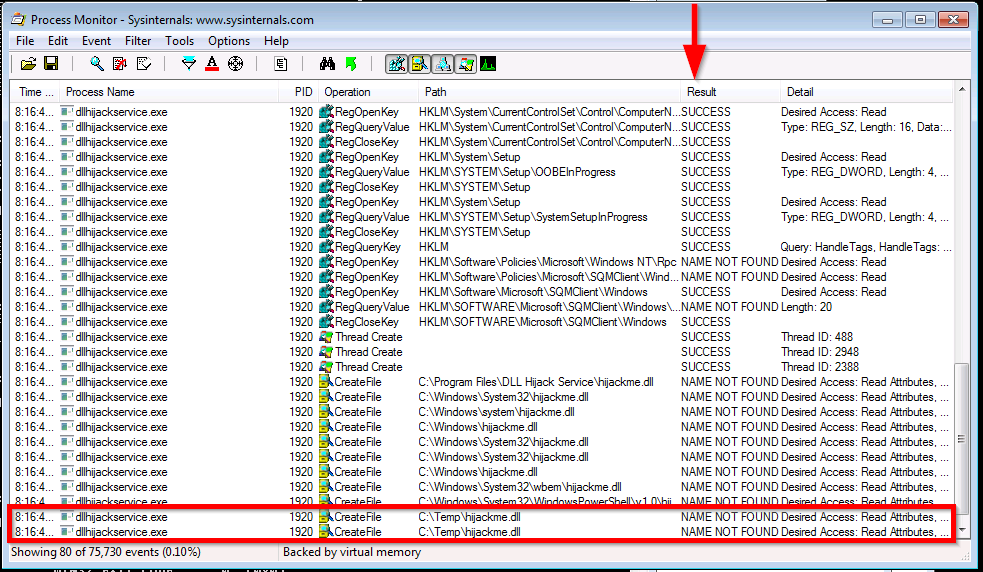 Process Monitor - Sysinternals: www.sysinternals.com
File Edit Event Filter Tools Options Help
Time ... Process Name PID Operation Path Result Detail
8:16:4... dllhijackservice.exe 1920 RegOpenKey HKLM\System\CurrentControlSet\Control\ComputerN... SUCCESS Desired Access: Read
8:16:4... dllhijackservice.exe 1920 RegQueryValue HKLM\System\CurrentControlSet\Control\ComputerN... SUCCESS Type: REG_SZ, Length: 16, Data:...
8:16:4... dllhijackservice.exe 1920 RegCloseKey HKLM\System\CurrentControlSet\Control\ComputerN... SUCCESS
8:16:4... dllhijackservice.exe 1920 RegOpenKey HKLM\System\Setup SUCCESS Desired Access: Read
8:16:4... dllhijackservice.exe 1920 RegQueryValue HKLM\SYSTEM\Setup\OOBEInProgress SUCCESS Type: REG_DWORD, Length: 4, ...
8:16:4... dllhijackservice.exe 1920 RegCloseKey HKLM\SYSTEM\Setup SUCCESS
8:16:4... dllhijackservice.exe 1920 RegOpenKey HKLM\System\Setup SUCCESS Desired Access: Read
8:16:4... dllhijackservice.exe 1920 RegQueryValue HKLM\SYSTEM\Setup\SystemSetupInProgress SUCCESS Type: REG_DWORD, Length: 4, ...
8:16:4... dllhijackservice.exe 1920 RegCloseKey HKLM\SYSTEM\Setup SUCCESS
8:16:4... dllhijackservice.exe 1920 RegQueryKey HKLM SUCCESS Query: HandleTags, HandleTags: ...
8:16:4... dllhijackservice.exe 1920 RegOpenKey HKLM\Software\Policies\Microsoft\Windows NT\Rpc NAME NOT FOUND Desired Access: Read
8:16:4... dllhijackservice.exe 1920 RegOpenKey HKLM\Software\Policies\Microsoft\SQMClient\Wind... NAME NOT FOUND Desired Access: Read
8:16:4... dllhijackservice.exe 1920 RegOpenKey HKLM\Software\Microsoft\SQMClient\Windows SUCCESS Desired Access: Read
8:16:4... dllhijackservice.exe 1920 RegQueryValue HKLM\SOFTWARE\Microsoft\SQMClient\Windows\... NAME NOT FOUND Length: 20
8:16:4... dllhijackservice.exe 1920 RegCloseKey HKLM\SOFTWARE\Microsoft\SQMClient\Windows SUCCESS
8:16:4... dllhijackservice.exe 1920 Thread Create SUCCESS Thread ID: 488
8:16:4... dllhijackservice.exe 1920 Thread Create SUCCESS Thread ID: 2948
8:16:4... dllhijackservice.exe 1920 Thread Create SUCCESS Thread ID: 2388
8:16:4... dllhijackservice.exe 1920 CreateFile C:\Program Files\DLL Hijack Service\hijackme.dll NAME NOT FOUND Desired Access: Read Attributes, ...
8:16:4... dllhijackservice.exe 1920 CreateFile C:\Windows\System32\hijackme.dll NAME NOT FOUND Desired Access: Read Attributes, ...
8:16:4... dllhijackservice.exe 1920 CreateFile C:\Windows\system\hijackme.dll NAME NOT FOUND Desired Access: Read Attributes, ...
8:16:4... dllhijackservice.exe 1920 CreateFile C:\Windows\hijackme.dll NAME NOT FOUND Desired Access: Read Attributes, ...
8:16:4... dllhijackservice.exe 1920 CreateFile C:\Windows\System32\hijackme.dll NAME NOT FOUND Desired Access: Read Attributes, ...
8:16:4... dllhijackservice.exe 1920 CreateFile C:\Windows\System32\hijackme.dll NAME NOT FOUND Desired Access: Read Attributes, ...
8:16:4... dllhijackservice.exe 1920 CreateFile C:\Windows\hijackme.dll NAME NOT FOUND Desired Access: Read Attributes, ...
8:16:4... dllhijackservice.exe 1920 CreateFile C:\Windows\System32\wbem\hijackme.dll NAME NOT FOUND Desired Access: Read Attributes, ...
8:16:4... dllhijackservice.exe 1920 CreateFile C:\Windows\System32\WindowsPowerShell\v1.0\hij... NAME NOT FOUND Desired Access: Read Attributes, ...
8:16:4... dllhijackservice.exe 1920 CreateFile C:\Temp\hijackme.dll NAME NOT FOUND Desired Access: Read Attributes, ...
8:16:4... dllhijackservice.exe 1920 CreateFile C:\Temp\hijackme.dll NAME NOT FOUND Desired Access: Read Attributes, ...
Showing 80 of 75,730 events (0.10%) Backed by virtual memory